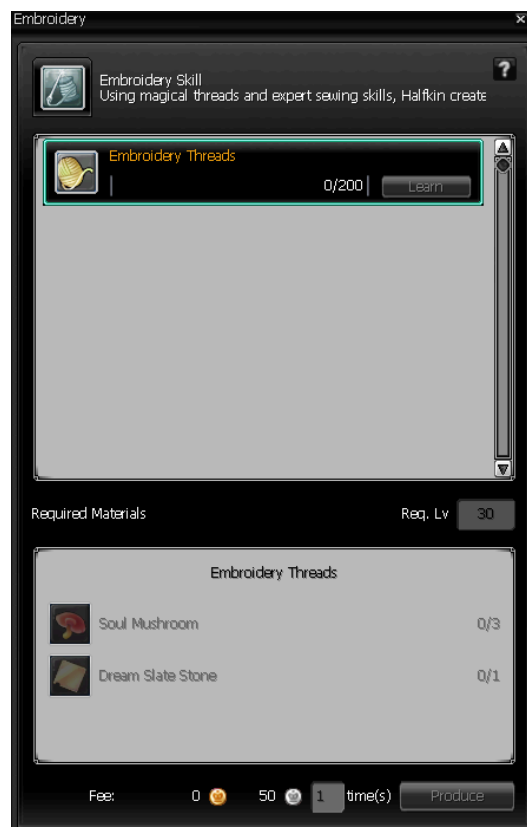 Embroidery
Embroidery Skill
Using magical threads and expert sewing skills, Halfkin create
Embroidery Threads
0/200 Learn
Required Materials Req. Lv 30
Embroidery Threads
Soul Mushroom 0/3
Dream Slate Stone 0/1
Fee: 0 50 1 time(s) Produce